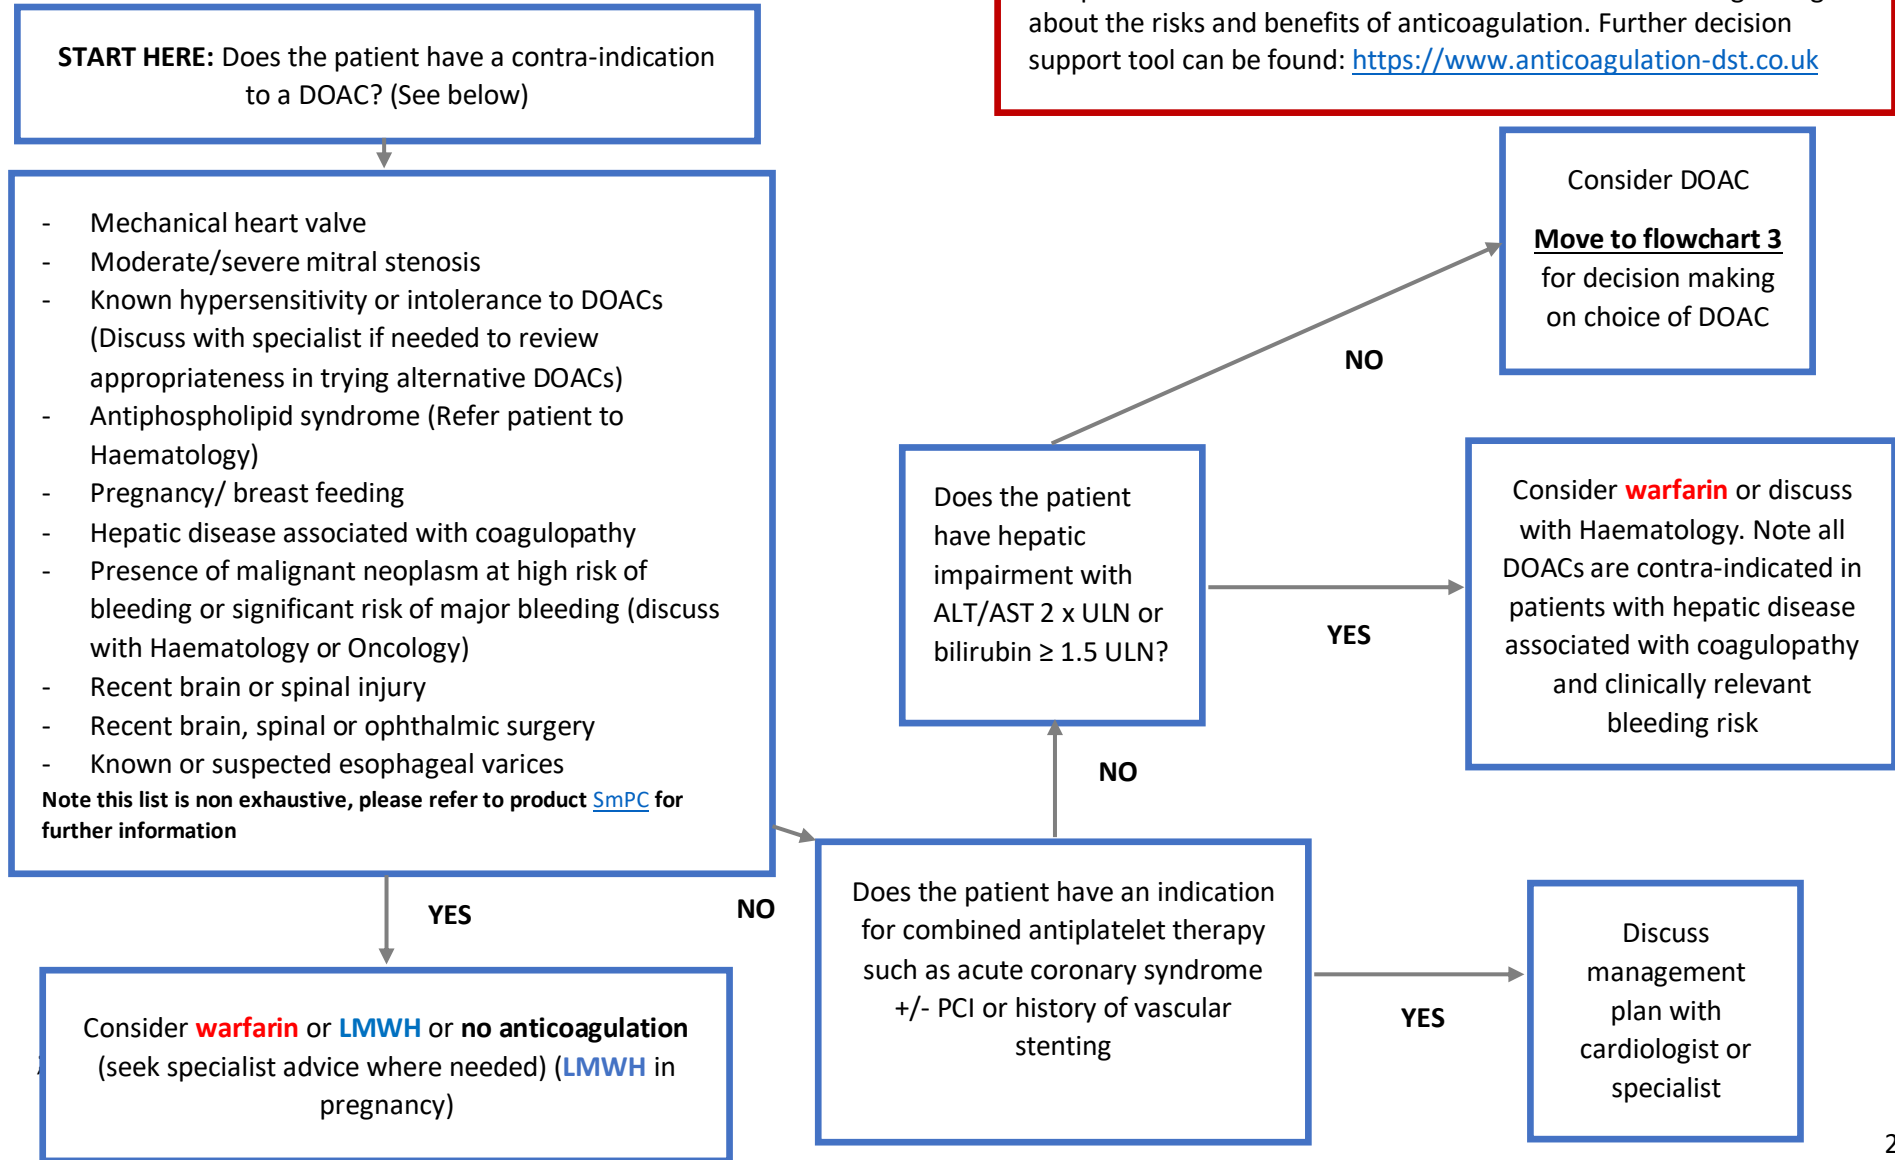 START HERE: Does the patient have a contra-indication
to a DOAC? (See below)
about the risks and benefits of anticoagulation. Further decision
support tool can be found: https://www.anticoagulation-dst.co.uk
- Mechanical heart valve
- Moderate/severe mitral stenosis
- Known hypersensitivity or intolerance to DOACs
(Discuss with specialist if needed to review
appropriateness in trying alternative DOACs)
- Antiphospholipid syndrome (Refer patient to
Haematology)
- Pregnancy/ breast feeding
- Hepatic disease associated with coagulopathy
- Presence of malignant neoplasm at high risk of
bleeding or significant risk of major bleeding (discuss
with Haematology or Oncology)
- Recent brain or spinal injury
- Recent brain, spinal or ophthalmic surgery
- Known or suspected esophageal varices
Note this list is non exhaustive, please refer to product SmPC for
further information
YES
NO
Consider warfarin or LMWH or no anticoagulation
(seek specialist advice where needed) (LMWH in
pregnancy)
Does the patient have an indication
for combined antiplatelet therapy
such as acute coronary syndrome
+/- PCI or history of vascular
stenting
YES
Discuss
management
plan with
cardiologist or
specialist
NO
Does the patient
have hepatic
impairment with
ALT/AST 2 x ULN or
bilirubin ≥ 1.5 ULN?
YES
Consider warfarin or discuss
with Haematology. Note all
DOACs are contra-indicated in
patients with hepatic disease
associated with coagulopathy
and clinically relevant
bleeding risk
NO
Consider DOAC
Move to flowchart 3
for decision making
on choice of DOAC
2